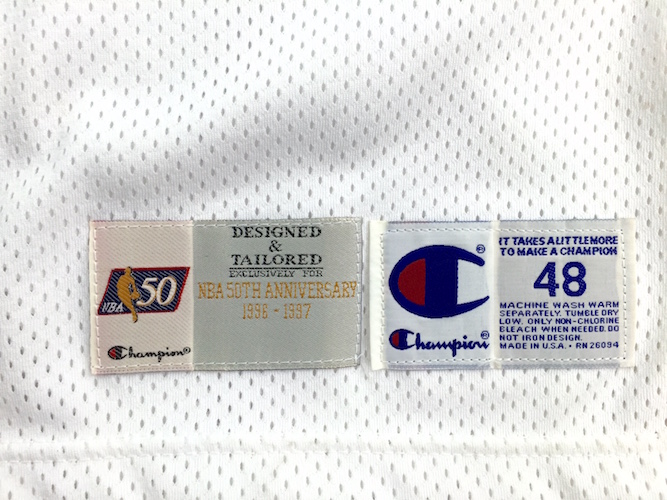 NBA 50
Champion®
DESIGNED
&
TAILORED
EXCLUSIVELY FOR
NBA 50TH ANNIVERSARY
1996 - 1997
C®
Champion
IT TAKES A LITTLE MORE
TO MAKE A CHAMPION
48
MACHINE WASH WARM
SEPARATELY. TUMBLE DRY
LOW. ONLY NON-CHLORINE
BLEACH WHEN NEEDED. DO
NOT IRON DESIGN.
MADE IN U.S.A. • RN 26094